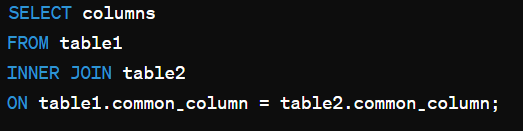 SELECT columns
FROM table1
INNER JOIN table2
ON table1.common_column = table2.common_column;